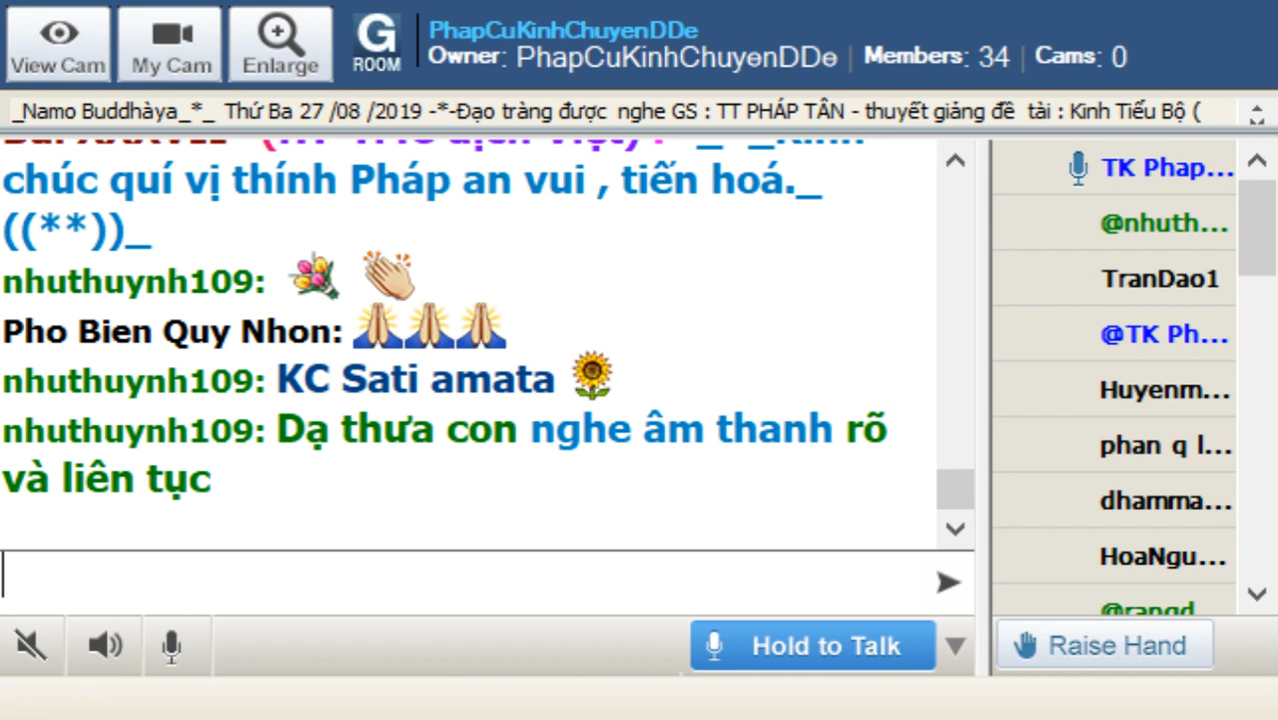 PhapCuKinhChuyenDDe
View Cam
My Cam
Enlarge
G
ROOM
Owner: PhapCuKinhChuyenDDe | Members: 34 | Cams: 0
_Namo Buddhàya_*_ Thứ Ba 27 /08 /2019 -*-Đạo tràng được nghe GS : TT PHÁP TÂN - thuyết giảng đề tài : Kinh Tiểu Bộ (
chúc quí vị thính Pháp an vui , tiến hoá._
((**))_
nhuthuynh109:
Pho Bien Quy Nhon:
nhuthuynh109: KC Sati amata
nhuthuynh109: Dạ thưa con nghe âm thanh rõ
và liên tục
TK Phap...
@nhuth...
TranDao1
@TK Ph...
Huyenm...
phan q l...
dhamma...
HoaNgu...
Hold to Talk
Raise Hand